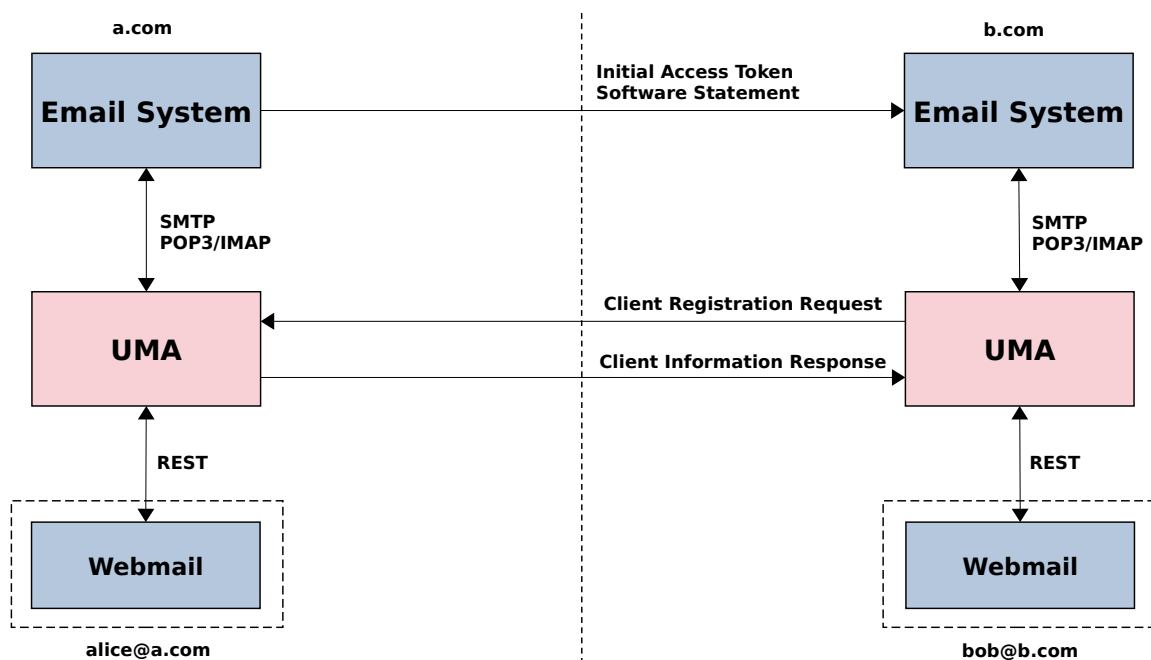 a.com
b.com
Email System
Initial Access Token
Software Statement
Email System
SMTP
POP3/IMAP
SMTP
POP3/IMAP
UMA
Client Registration Request
Client Information Response
UMA
REST
REST
Webmail
Webmail
alice@a.com
bob@b.com